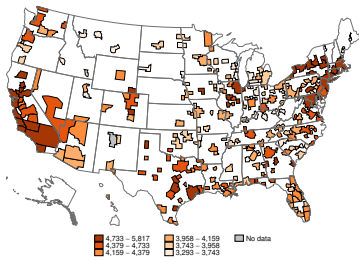 4,733 – 5,817
4,379 – 4,733
4,159 – 4,379
3,958 – 4,159
3,743 – 3,958
3,293 – 3,743
No data